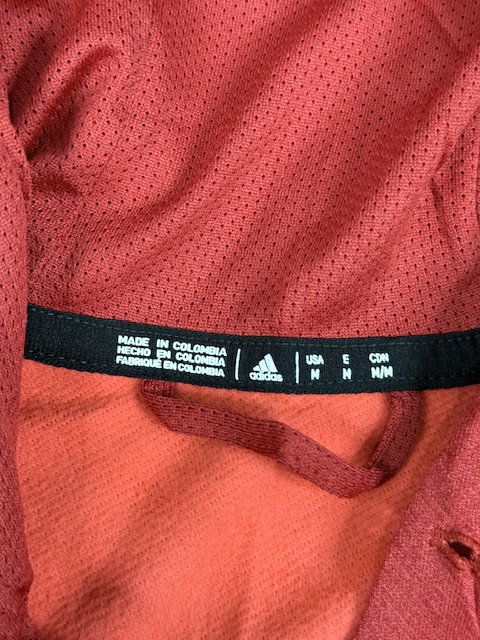 MADE IN COLOMBIA
HECHO EN COLOMBIA
FABRIQUÉ EN COLOMBIA
adidas
USA E CDN
M M M/M